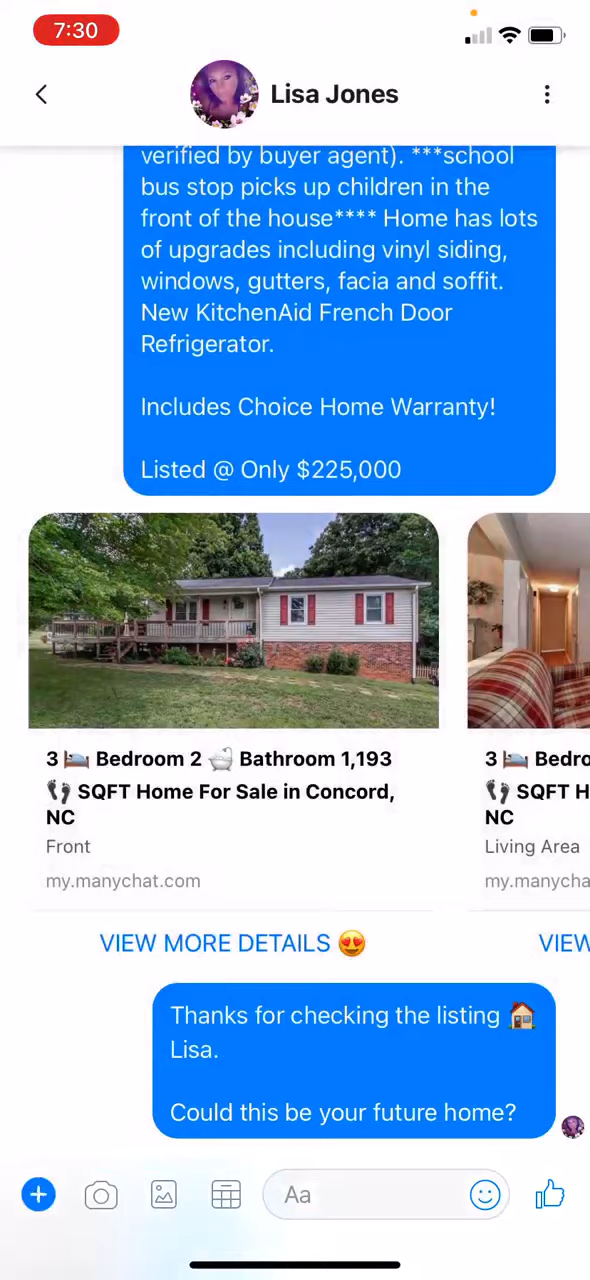 7:30
Lisa Jones
verified by buyer agent). ***school
bus stop picks up children in the
front of the house**** Home has lots
of upgrades including vinyl siding,
windows, gutters, facia and soffit.
New KitchenAid French Door
Refrigerator.
Includes Choice Home Warranty!
Listed @ Only $225,000
3 🛏️ Bedroom 2 🛁 Bathroom 1,193
👣 SQFT Home For Sale in Concord,
NC
Front
my.manychat.com
VIEW MORE DETAILS 😍
3 🛏️ Bedro
👣 SQFT H
NC
Living Area
my.manycha
VIEW
Thanks for checking the listing 🏠
Lisa.
Could this be your future home?
Aa